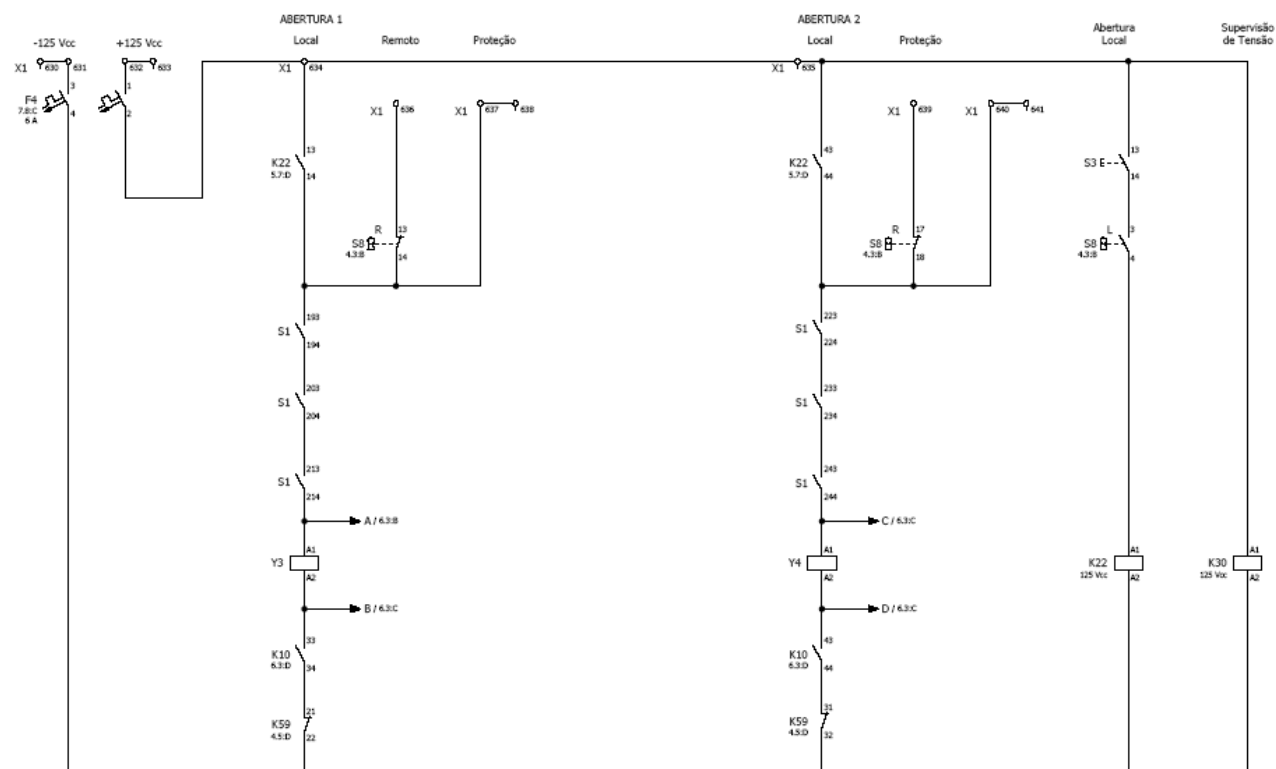 ABERTURA 1
ABERTURA 2
-125 Vcc
+125 Vcc
Local
Remoto
Proteção
Local
Proteção
Abertura
Local
Supervisão
de Tensão
X1
630
631
632
633
X1
634
X1
635
F4
7.8:C
6 A
3
4
1
2
X1
636
X1
637
638
X1
639
X1
640
641
K22
5.7:D
13
14
K22
5.7:D
43
44
S3
E
13
14
R
S8
4.3:B
13
14
R
S8
4.3:B
17
18
L
S8
4.3:B
3
4
S1
193
194
S1
223
224
S1
203
204
S1
233
234
S1
213
214
S1
243
244
A / 6.3:B
C / 6.3:C
Y3
A1
A2
Y4
A1
A2
K22
125 Vcc
A1
A2
K30
125 Vcc
A1
A2
B / 6.3:C
D / 6.3:C
K10
6.3:D
33
34
K10
6.3:D
43
44
K59
4.5:D
21
22
K59
4.5:D
31
32